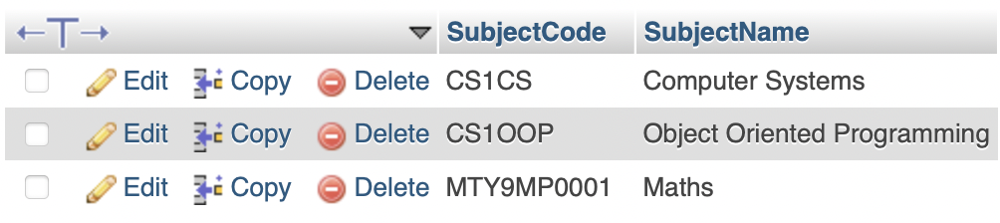 ←T→ SubjectCode SubjectName
Edit Copy Delete CS1CS Computer Systems
Edit Copy Delete CS1OOP Object Oriented Programming
Edit Copy Delete MTY9MP0001 Maths